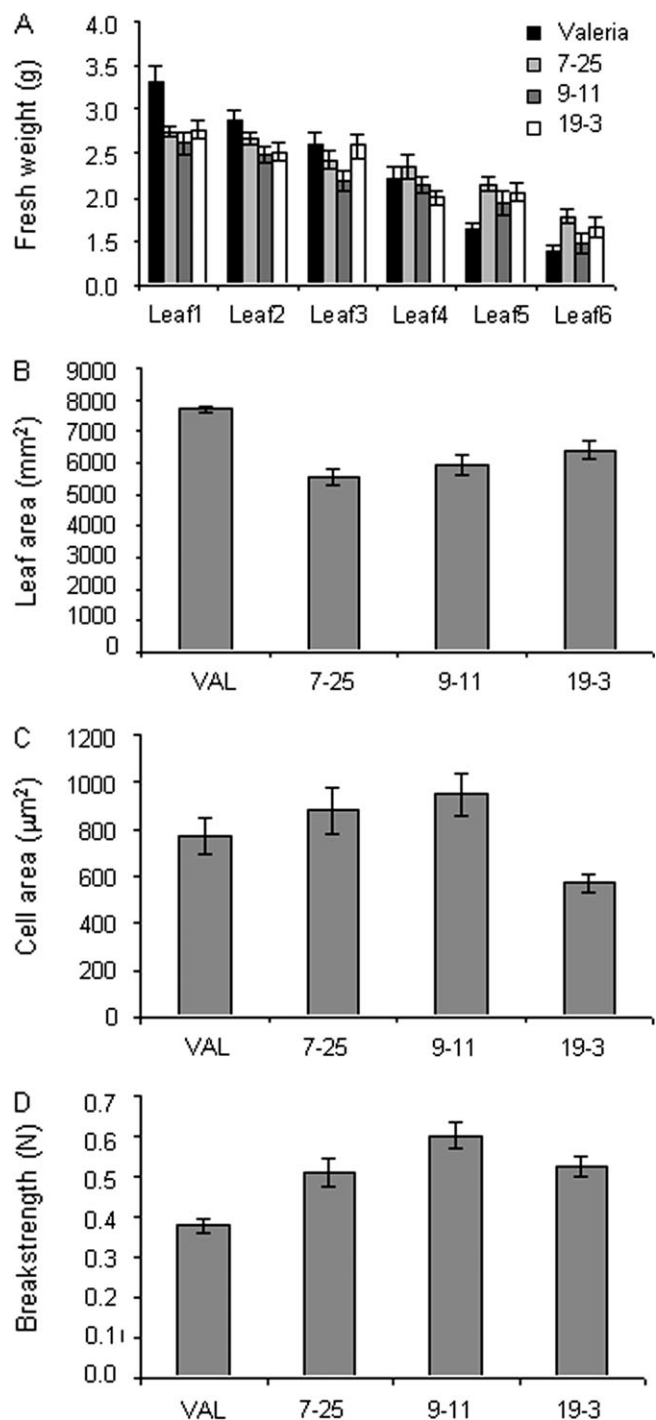 A
Fresh weight (g)
4.0
3.5
3.0
2.5
2.0
1.5
0.0
Valeria
7-25
9-11
19-3
Leaf1 Leaf2 Leaf3 Leaf4 Leaf5 Leaf6
B
Leaf area (mm²)
9000
8000
7000
6000
5000
4000
3000
2000
1000
0
VAL 7-25 9-11 19-3
C
Cell area (µm²)
1200
1000
800
600
400
200
0
VAL 7-25 9-11 19-3
D
Breakstrength (N)
0.7
0.6
0.5
0.4
0.3
0.2
0.1
0.0
VAL 7-25 9-11 19-3